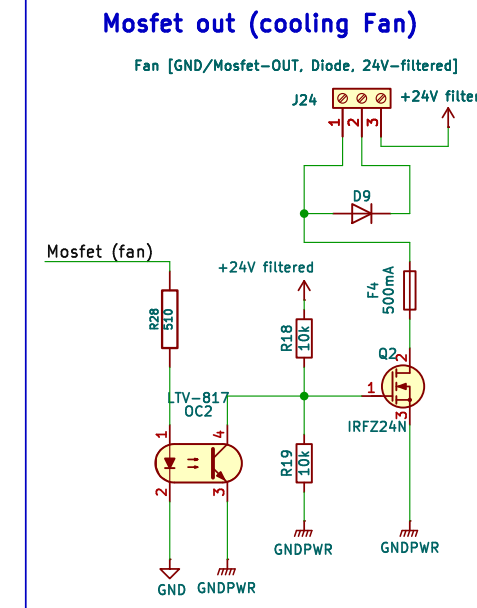 Mosfet out (cooling Fan)
Fan [GND/Mosfet-OUT, Diode, 24V-filtered]
J24
+24V filter
1
2
3
D9
Mosfet (fan)
+24V filtered
F4
500mA
R28
510
R18
10k
Q2
2
1
3
IRFZ24N
LTV-817
OC2
1
4
2
3
R19
10k
GNDPWR
GNDPWR
GND
GNDPWR